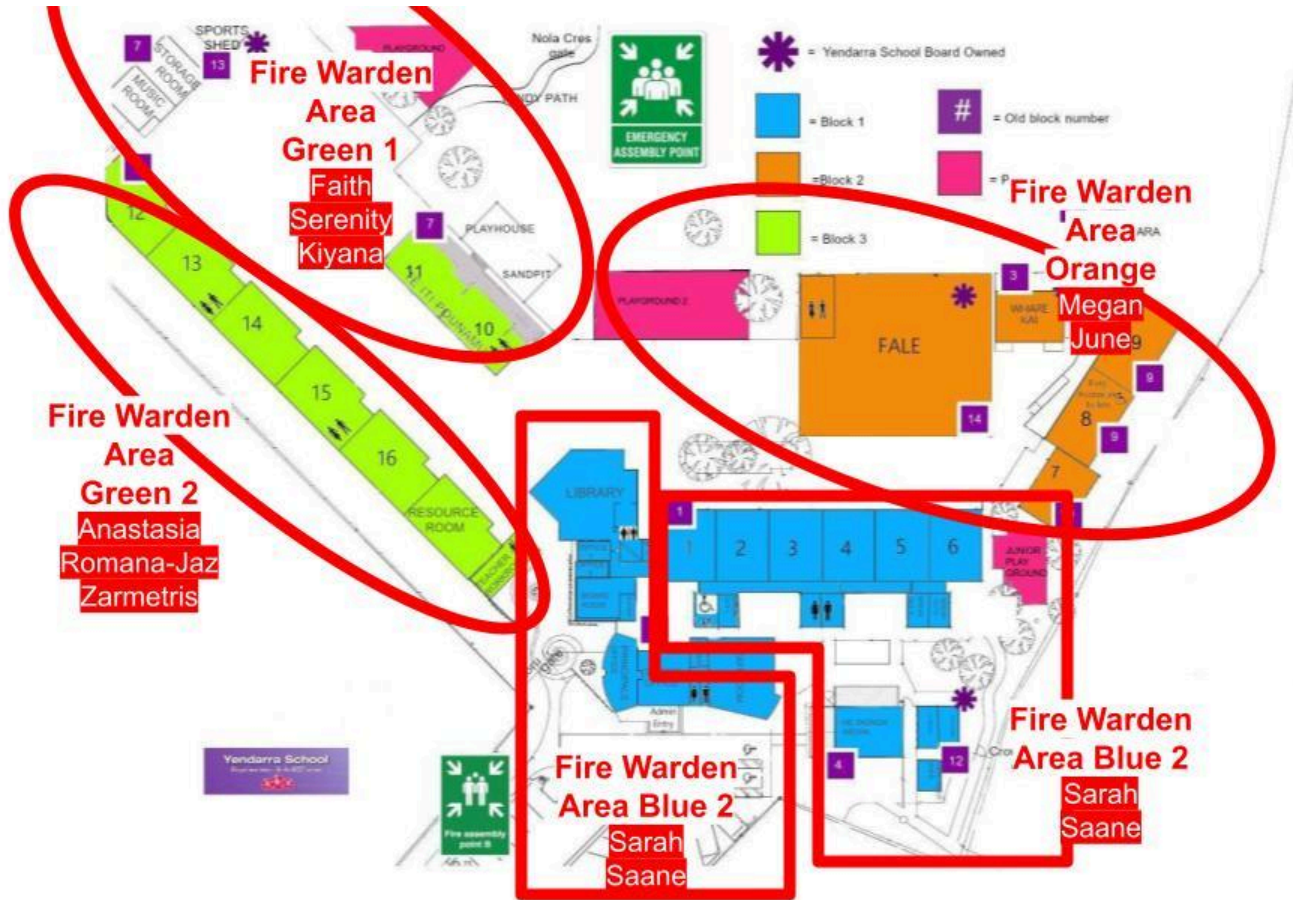 SPORTS
SHED
7
13
STORAGE
ROOM
MUSIC
ROOM
PLAYGROUND
Nola Cres
gate
PATH
Fire Warden
Area
Green 1
Faith
Serenity
Kiyana
EMERGENCY
ASSEMBLY POINT
= Yendarra School Board Owned
= Block 1
=Block 2
= Block 3
#
= Old block number
= P
Fire Warden
Area
Orange
Megan
June
ARA
12
13
14
15
16
RESOURCE
ROOM
7
11
10
PLAYHOUSE
SANDPIT
PLAYGROUND 2
FALE
14
3
WHARE
KAI
9
9
8
9
7
Fire Warden
Area
Green 2
Anastasia
Romana-Jaz
Zarmetris
LIBRARY
1
1
2
3
4
5
6
JUNIOR
PLAY
GROUND
Admin
Entry
4
12
Yendarra School
Fire assembly
point B
Fire Warden
Area Blue 2
Sarah
Saane
Fire Warden
Area Blue 2
Sarah
Saane